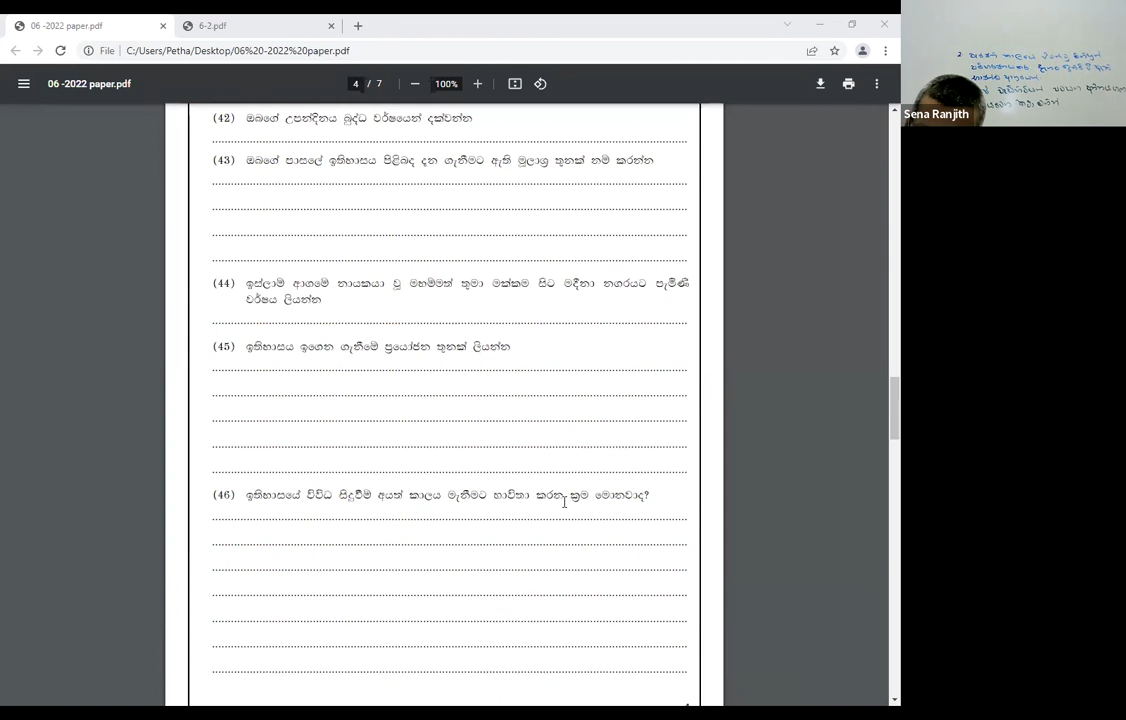 06 -2022 paper.pdf
6-2.pdf
File
C:/Users/Petha/Desktop/06%20-2022%20paper.pdf
06 -2022 paper.pdf
4 / 7
100%
Sena Ranjith
(42) ඔබගේ උපන්දිනය බුද්ධ වර්ෂයෙන් දක්වන්න
(43) ඔබගේ පාසලේ ඉතිහාසය පිළිබද දැන ගැනීමට ඇති මූලාශ්‍ර තුනක් නම් කරන්න
(44) ඉස්ලාම් ආගමේ නායකයා වූ මහම්මත් තුමා මක්කම සිට මදීනා නගරයට පැමිණි
වර්ෂය ලියන්න
(45) ඉතිහාසය ඉගෙන ගැනීමේ ප්‍රයෝජන තුනක් ලියන්න
(46) ඉතිහාසයේ විවිධ සිදුවීම් අයත් කාලය මැනීමට භාවිතා කරන ක්‍රම මොනවාද?